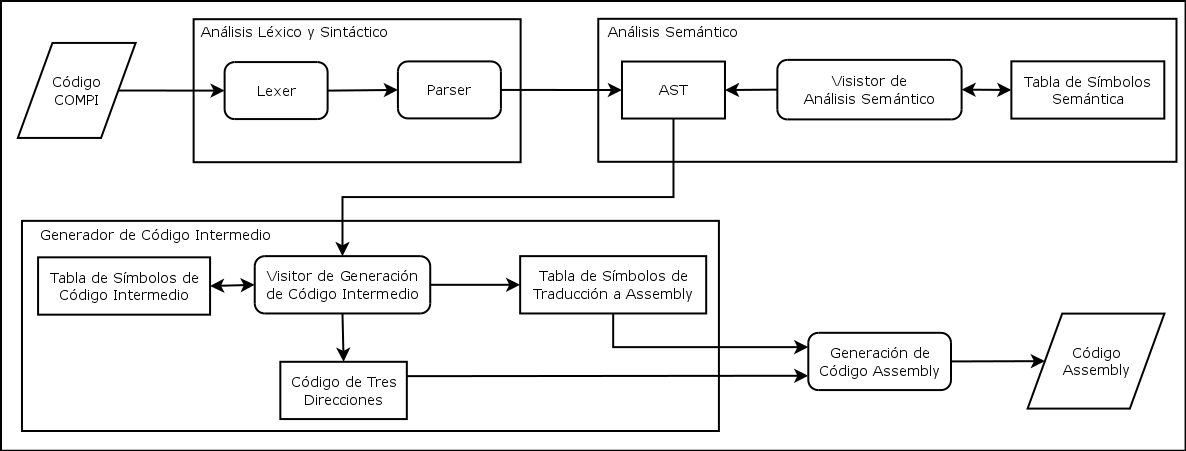 Análisis Léxico y Sintáctico
Código
COMPI
Lexer
Parser
Análisis Semántico
AST
Visistor de
Análisis Semántico
Tabla de Símbolos
Semántica
Generador de Código Intermedio
Tabla de Símbolos de
Código Intermedio
Visitor de Generación
de Código Intermedio
Tabla de Símbolos de
Traducción a Assembly
Código de Tres
Direcciones
Generación de
Código Assembly
Código
Assembly